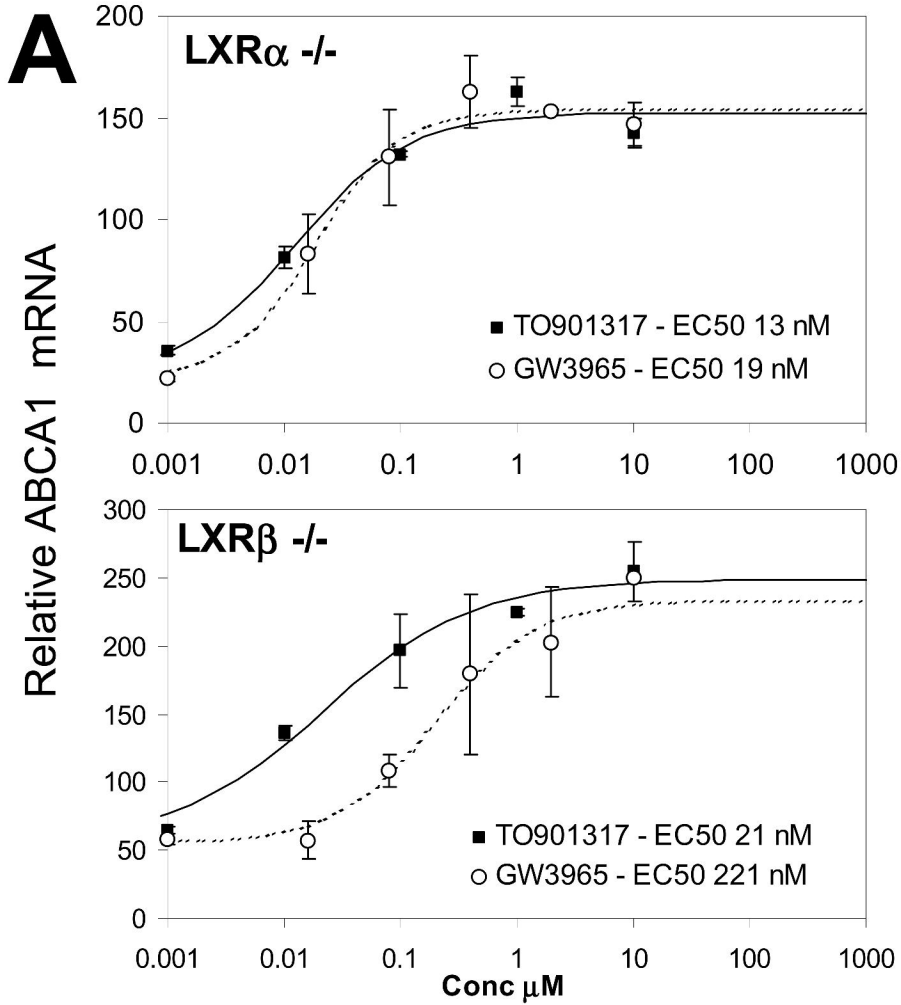 A
LXRα -/-
200
150
100
50
0
TO901317 - EC50 13 nM
GW3965 - EC50 19 nM
0.001 0.01 0.1 1 10 100 1000
Relative ABCA1 mRNA
LXRβ -/-
300
250
200
150
100
50
0
TO901317 - EC50 21 nM
GW3965 - EC50 221 nM
0.001 0.01 0.1 1 10 100 1000
Conc μM